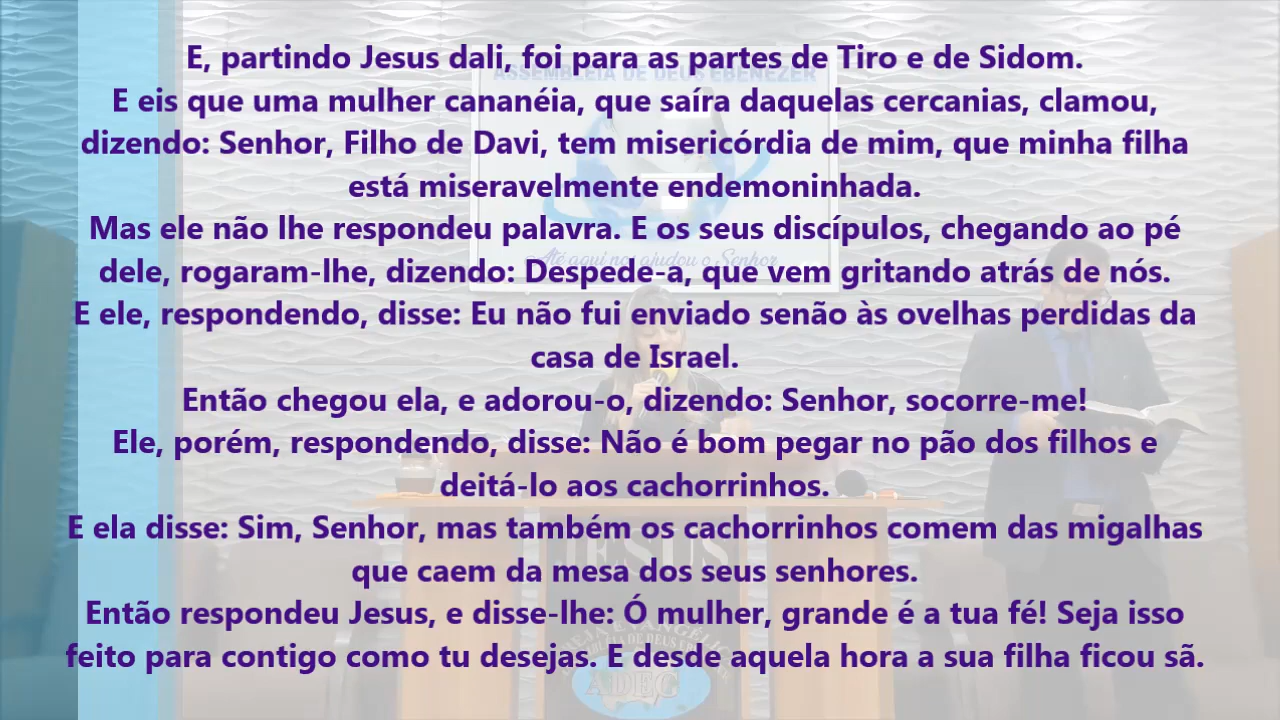 E, partindo Jesus dali, foi para as partes de Tiro e de Sidom.
E eis que uma mulher cananéia, que saíra daquelas cercanias, clamou,
dizendo: Senhor, Filho de Davi, tem misericórdia de mim, que minha filha
está miseravelmente endemoninhada.
Mas ele não lhe respondeu palavra. E os seus discípulos, chegando ao pé
dele, rogaram-lhe, dizendo: Despede-a, que vem gritando atrás de nós.
E ele, respondendo, disse: Eu não fui enviado senão às ovelhas perdidas da
casa de Israel.
Então chegou ela, e adorou-o, dizendo: Senhor, socorre-me!
Ele, porém, respondendo, disse: Não é bom pegar no pão dos filhos e
deitá-lo aos cachorrinhos.
E ela disse: Sim, Senhor, mas também os cachorrinhos comem das migalhas
que caem da mesa dos seus senhores.
Então respondeu Jesus, e disse-lhe: Ó mulher, grande é a tua fé! Seja isso
feito para contigo como tu desejas. E desde aquela hora a sua filha ficou sã.
ASSEMBLEIA DE DEUS EBENEZER
Até aqui nos ajudou o Senhor
JESUS
ADEG